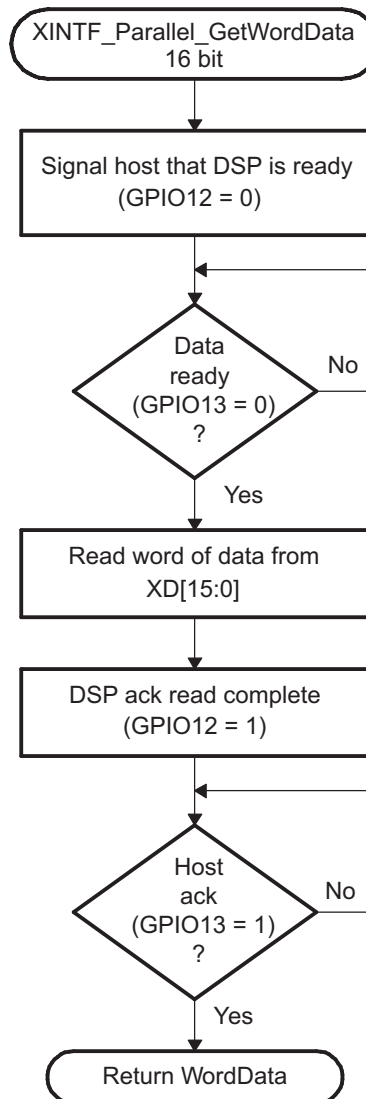 XINTF_Parallel_GetWordData
16 bit
Signal host that DSP is ready
(GPIO12 = 0)
Data
ready
(GPIO13 = 0)
?
No
Yes
Read word of data from
XD[15:0]
DSP ack read complete
(GPIO12 = 1)
Host
ack
(GPIO13 = 1)
?
No
Yes
Return WordData